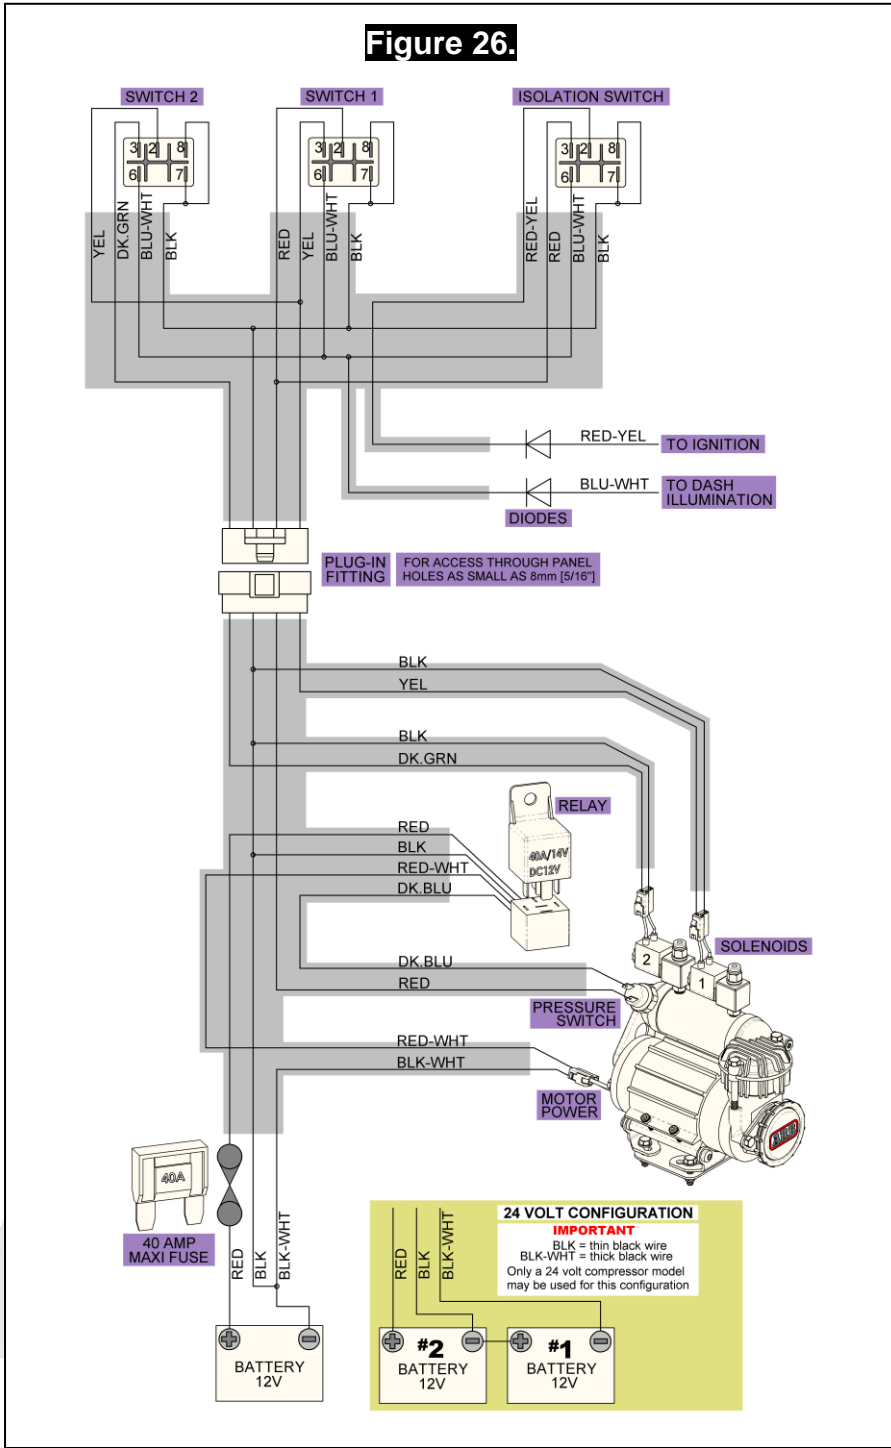 Figure 26.
SWITCH 2
SWITCH 1
ISOLATION SWITCH
3 2 8
6 7
3 2 8
6 7
3 2 8
6 7
YEL
DK.GRN
BLU-WHT
BLK
RED
YEL
BLU-WHT
BLK
RED-YEL
RED
BLU-WHT
BLK
RED-YEL
TO IGNITION
BLU-WHT
TO DASH
ILLUMINATION
DIODES
PLUG-IN
FITTING
FOR ACCESS THROUGH PANEL
HOLES AS SMALL AS 8mm [5/16"]
BLK
YEL
BLK
DK.GRN
RELAY
40A/14V
DC12V
RED
BLK
RED-WHT
DK.BLU
SOLENOIDS
2
1
DK.BLU
RED
PRESSURE
SWITCH
RED-WHT
BLK-WHT
MOTOR
POWER
ARB
40A
40 AMP
MAXI FUSE
RED
BLK
BLK-WHT
+
-
BATTERY
12V
24 VOLT CONFIGURATION
IMPORTANT
BLK = thin black wire
BLK-WHT = thick black wire
Only a 24 volt compressor model
may be used for this configuration
RED
BLK
BLK-WHT
+
#2
-
BATTERY
12V
+
#1
-
BATTERY
12V